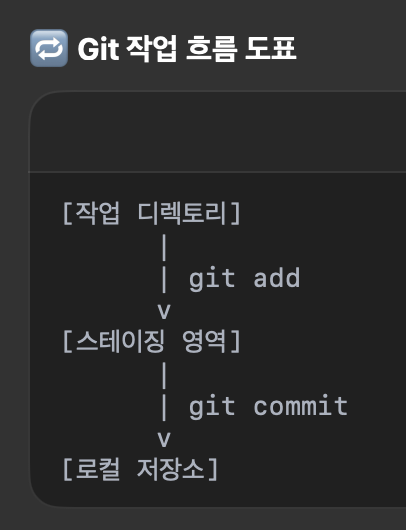 🔁 Git 작업 흐름 도표
[작업 디렉토리]
      |
      | git add
      v
[스테이징 영역]
      |
      | git commit
      v
[로컬 저장소]